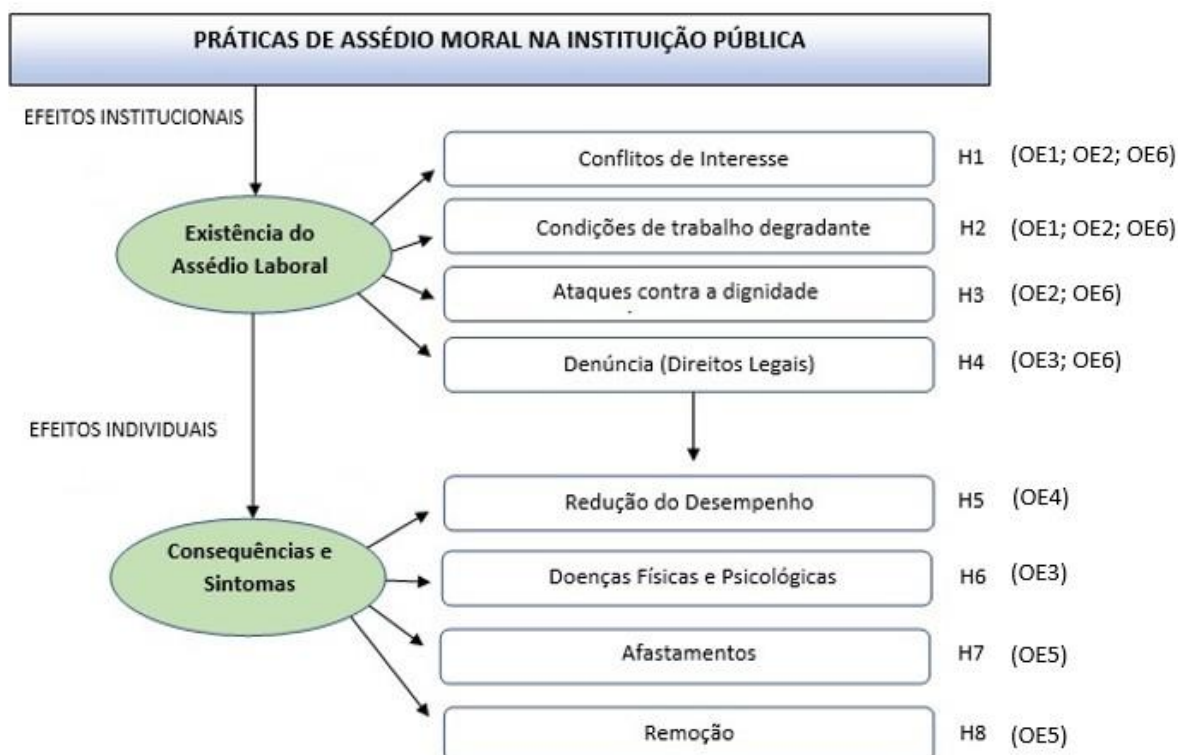 PRÁTICAS DE ASSÉDIO MORAL NA INSTITUIÇÃO PÚBLICA
EFEITOS INSTITUCIONAIS
Conflitos de Interesse H1 (OE1; OE2; OE6)
Existência do
Assédio Laboral
Condições de trabalho degradante H2 (OE1; OE2; OE6)
Ataques contra a dignidade H3 (OE2; OE6)
Denúncia (Direitos Legais) H4 (OE3; OE6)
EFEITOS INDIVIDUAIS
Redução do Desempenho H5 (OE4)
Consequências e
Sintomas
Doenças Físicas e Psicológicas H6 (OE3)
Afastamentos H7 (OE5)
Remoção H8 (OE5)